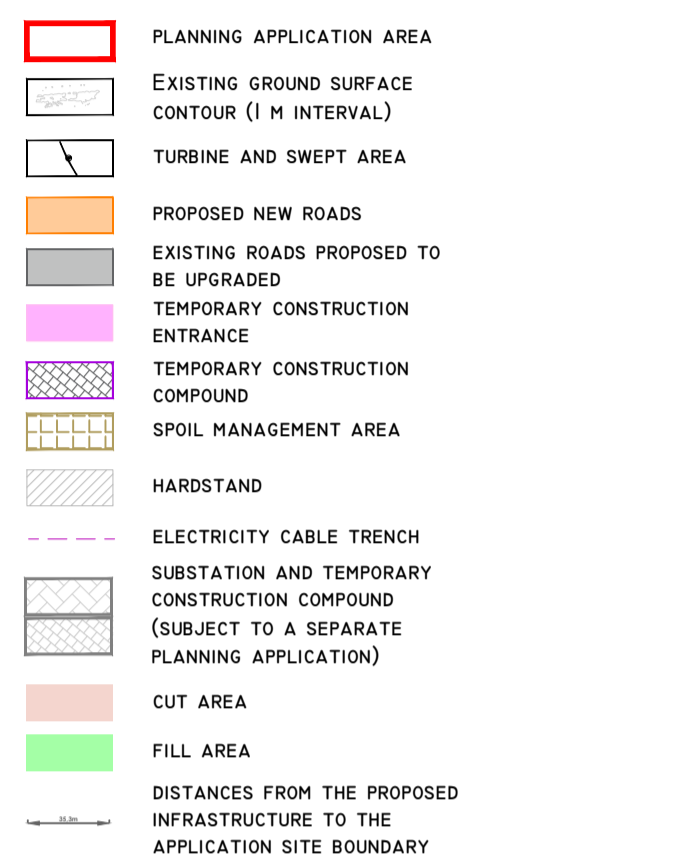 PLANNING APPLICATION AREA
EXISTING GROUND SURFACE
CONTOUR (1 M INTERVAL)
TURBINE AND SWEPT AREA
PROPOSED NEW ROADS
EXISTING ROADS PROPOSED TO
BE UPGRADED
TEMPORARY CONSTRUCTION
ENTRANCE
TEMPORARY CONSTRUCTION
COMPOUND
SPOIL MANAGEMENT AREA
HARDSTAND
ELECTRICITY CABLE TRENCH
SUBSTATION AND TEMPORARY
CONSTRUCTION COMPOUND
(SUBJECT TO A SEPARATE
PLANNING APPLICATION)
CUT AREA
FILL AREA
35,3m
DISTANCES FROM THE PROPOSED
INFRASTRUCTURE TO THE
APPLICATION SITE BOUNDARY